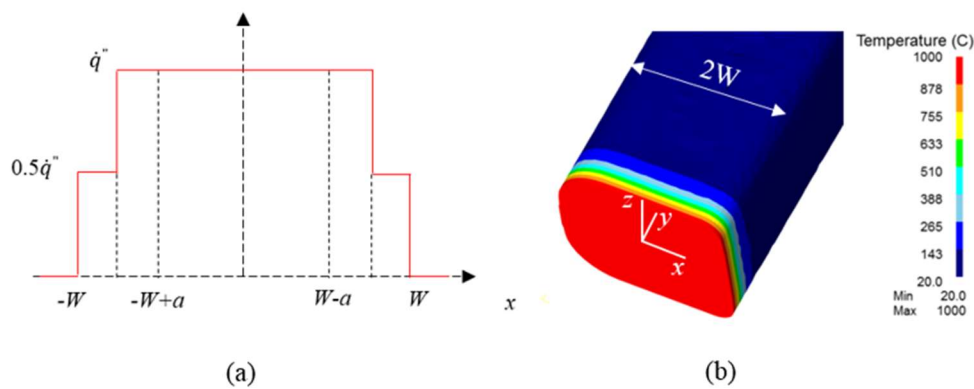 q̇"
0.5q̇"
-W
-W+a
W-a
W
x
(a)
2W
z
y
x
(b)
Temperature (C)
1000
878
755
633
510
388
265
143
20.0
Min 20.0
Max 1000